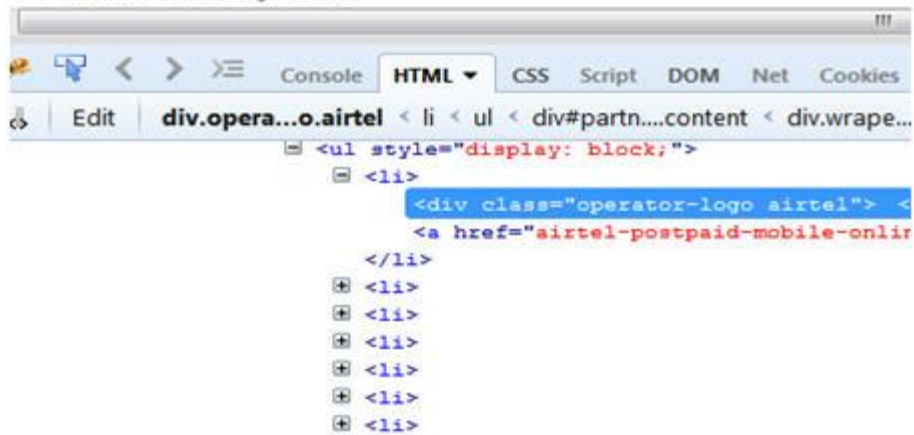 Console HTML CSS Script DOM Net Cookies
Edit div.opera...o.airtel < li < ul < div#partn....content < div.wrape...
<ul style="display: block;">
<li>
<div class="operator-logo airtel"> <
<a href="airtel-postpaid-mobile-onlin
</li>
<li>
<li>
<li>
<li>
<li>
<li>